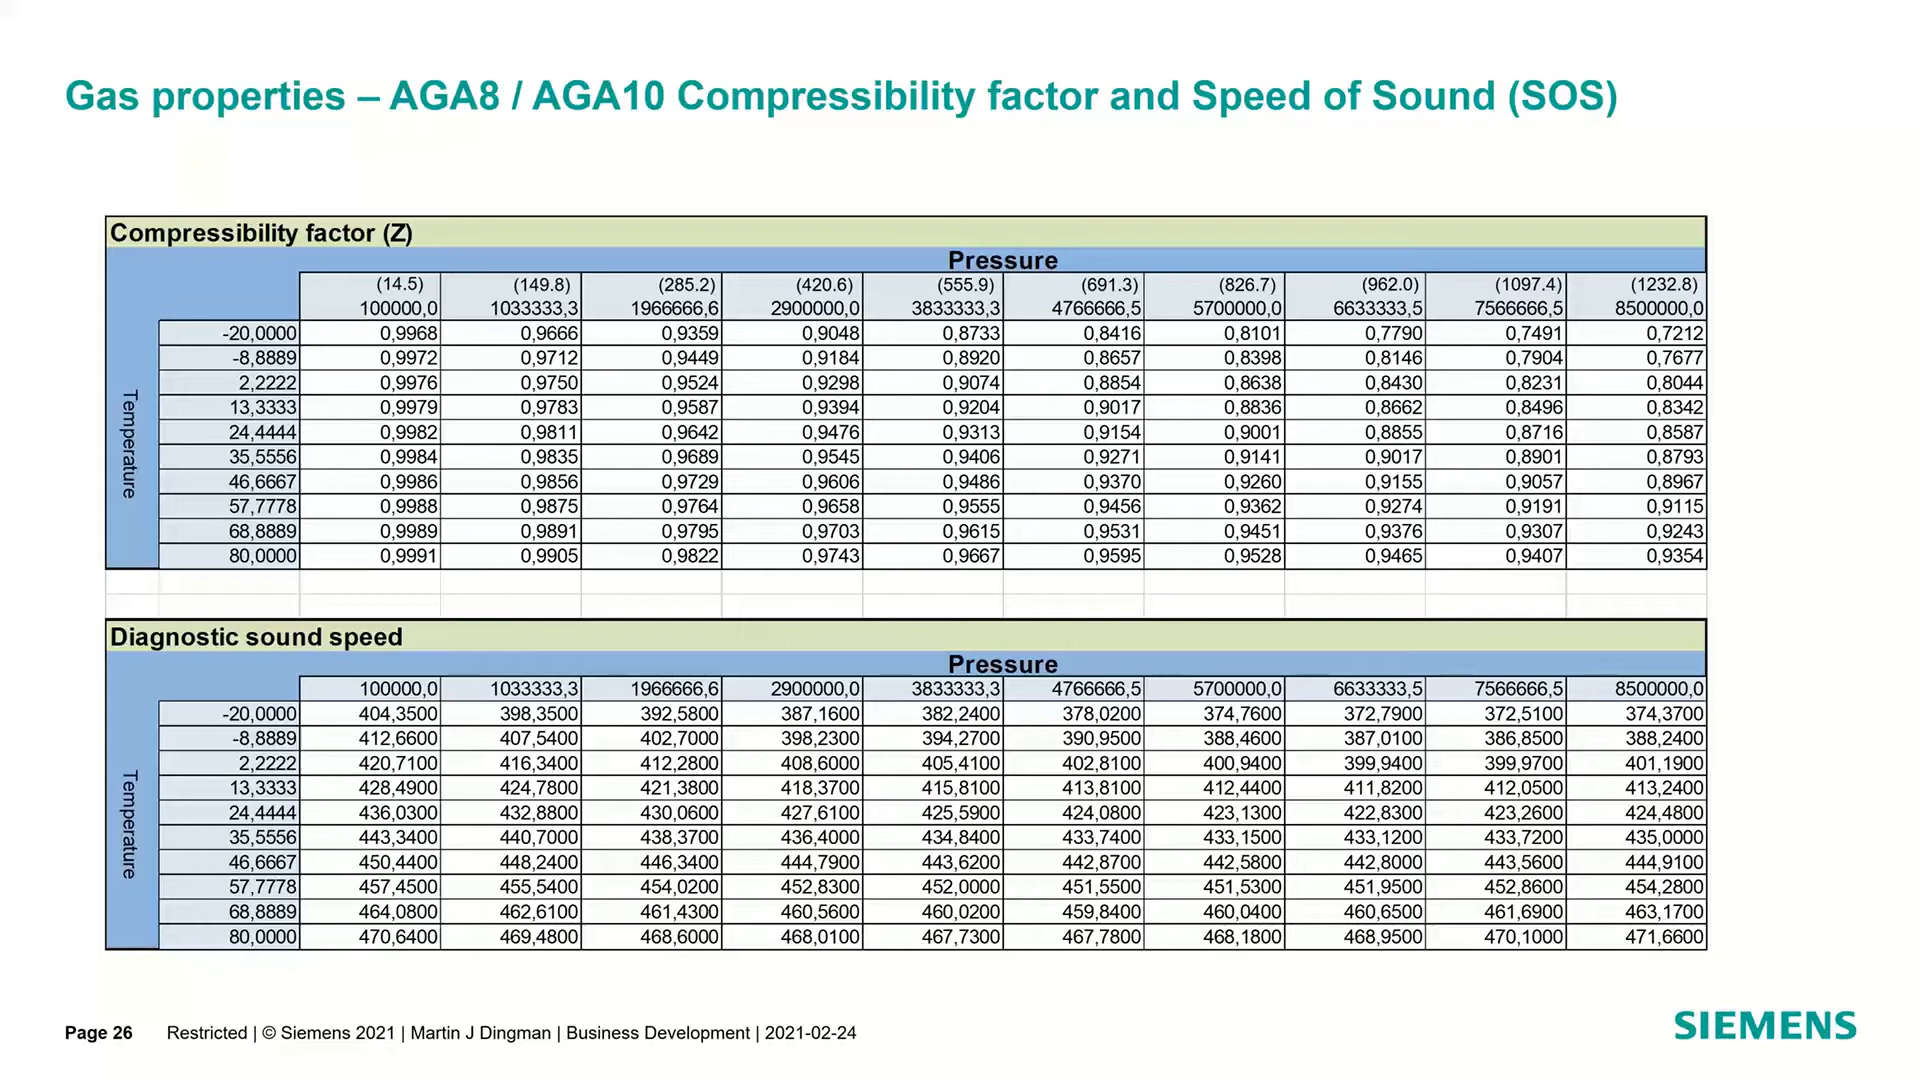 Gas properties – AGA8 / AGA10 Compressibility factor and Speed of Sound (SOS)
Compressibility factor (Z)
Pressure
(14.5) (149.8) (285.2) (420.6) (555.9) (691.3) (826.7) (962.0) (1097.4) (1232.8)
100000,0 1033333,3 1966666,6 2900000,0 3833333,3 4766666,5 5700000,0 6633333,5 7566666,5 8500000,0
Temperature
-20,0000 0,9968 0,9666 0,9359 0,9048 0,8733 0,8416 0,8101 0,7790 0,7491 0,7212
-8,8889 0,9972 0,9712 0,9449 0,9184 0,8920 0,8657 0,8398 0,8146 0,7904 0,7677
2,2222 0,9976 0,9750 0,9524 0,9298 0,9074 0,8854 0,8638 0,8430 0,8231 0,8044
13,3333 0,9979 0,9783 0,9587 0,9394 0,9204 0,9017 0,8836 0,8662 0,8496 0,8342
24,4444 0,9982 0,9811 0,9642 0,9476 0,9313 0,9154 0,9001 0,8855 0,8716 0,8587
35,5556 0,9984 0,9835 0,9689 0,9545 0,9406 0,9271 0,9141 0,9017 0,8901 0,8793
46,6667 0,9986 0,9856 0,9729 0,9606 0,9486 0,9370 0,9260 0,9155 0,9057 0,8967
57,7778 0,9988 0,9875 0,9764 0,9658 0,9555 0,9456 0,9362 0,9274 0,9191 0,9115
68,8889 0,9989 0,9891 0,9795 0,9703 0,9615 0,9531 0,9451 0,9376 0,9307 0,9243
80,0000 0,9991 0,9905 0,9822 0,9743 0,9667 0,9595 0,9528 0,9465 0,9407 0,9354
Diagnostic sound speed
Pressure
100000,0 1033333,3 1966666,6 2900000,0 3833333,3 4766666,5 5700000,0 6633333,5 7566666,5 8500000,0
Temperature
-20,0000 404,3500 398,3500 392,5800 387,1600 382,2400 378,0200 374,7600 372,7900 372,5100 374,3700
-8,8889 412,6600 407,5400 402,7000 398,2300 394,2700 390,9500 388,4600 387,0100 386,8500 388,2400
2,2222 420,7100 416,3400 412,2800 408,6000 405,4100 402,8100 400,9400 399,9400 399,9700 401,1900
13,3333 428,4900 424,7800 421,3800 418,3700 415,8100 413,8100 412,4400 411,8200 412,0500 413,2400
24,4444 436,0300 432,8800 430,0600 427,6100 425,5900 424,0800 423,1300 422,8300 423,2600 424,4800
35,5556 443,3400 440,7000 438,3700 436,4000 434,8400 433,7400 433,1500 433,1200 433,7200 435,0000
46,6667 450,4400 448,2400 446,3400 444,7900 443,6200 442,8700 442,5800 442,8000 443,5600 444,9100
57,7778 457,4500 455,5400 454,0200 452,8300 452,0000 451,5500 451,5300 451,9500 452,8600 454,2800
68,8889 464,0800 462,6100 461,4300 460,5600 460,0200 459,8400 460,0400 460,6500 461,6900 463,1700
80,0000 470,6400 469,4800 468,6000 468,0100 467,7300 467,7800 468,1800 468,9500 470,1000 471,6600
Page 26 Restricted | © Siemens 2021 | Martin J Dingman | Business Development | 2021-02-24
SIEMENS